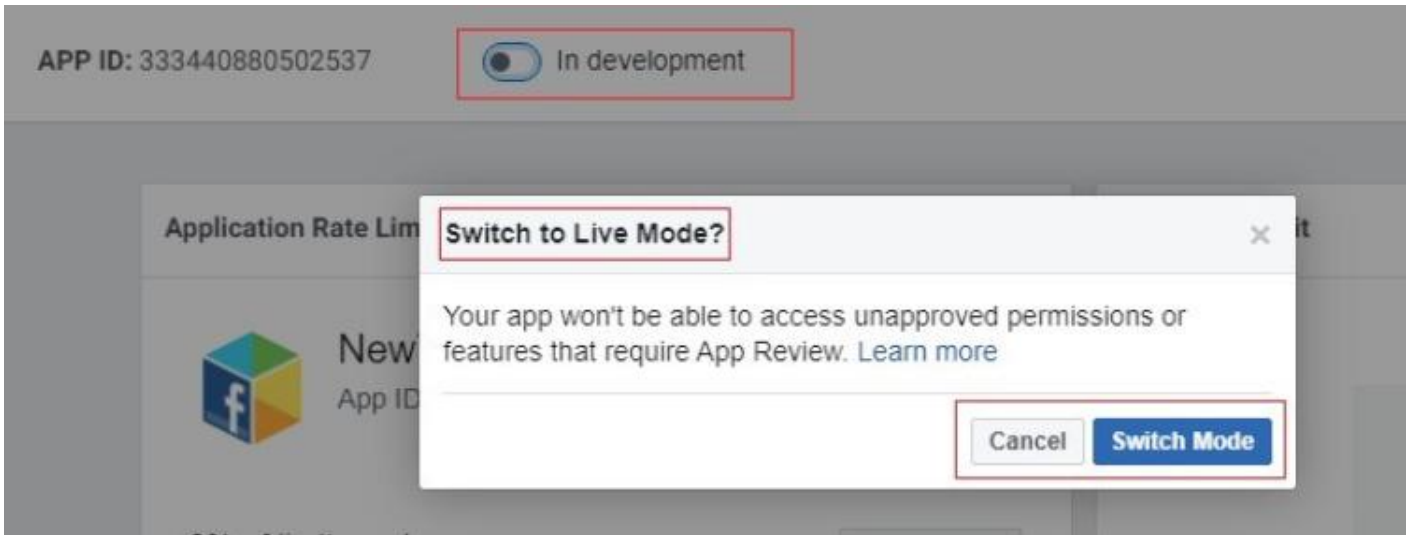 APP ID: 333440880502537
In development
Application Rate Lim
Switch to Live Mode?
it
Your app won't be able to access unapproved permissions or
features that require App Review. Learn more
New
App ID
Cancel
Switch Mode